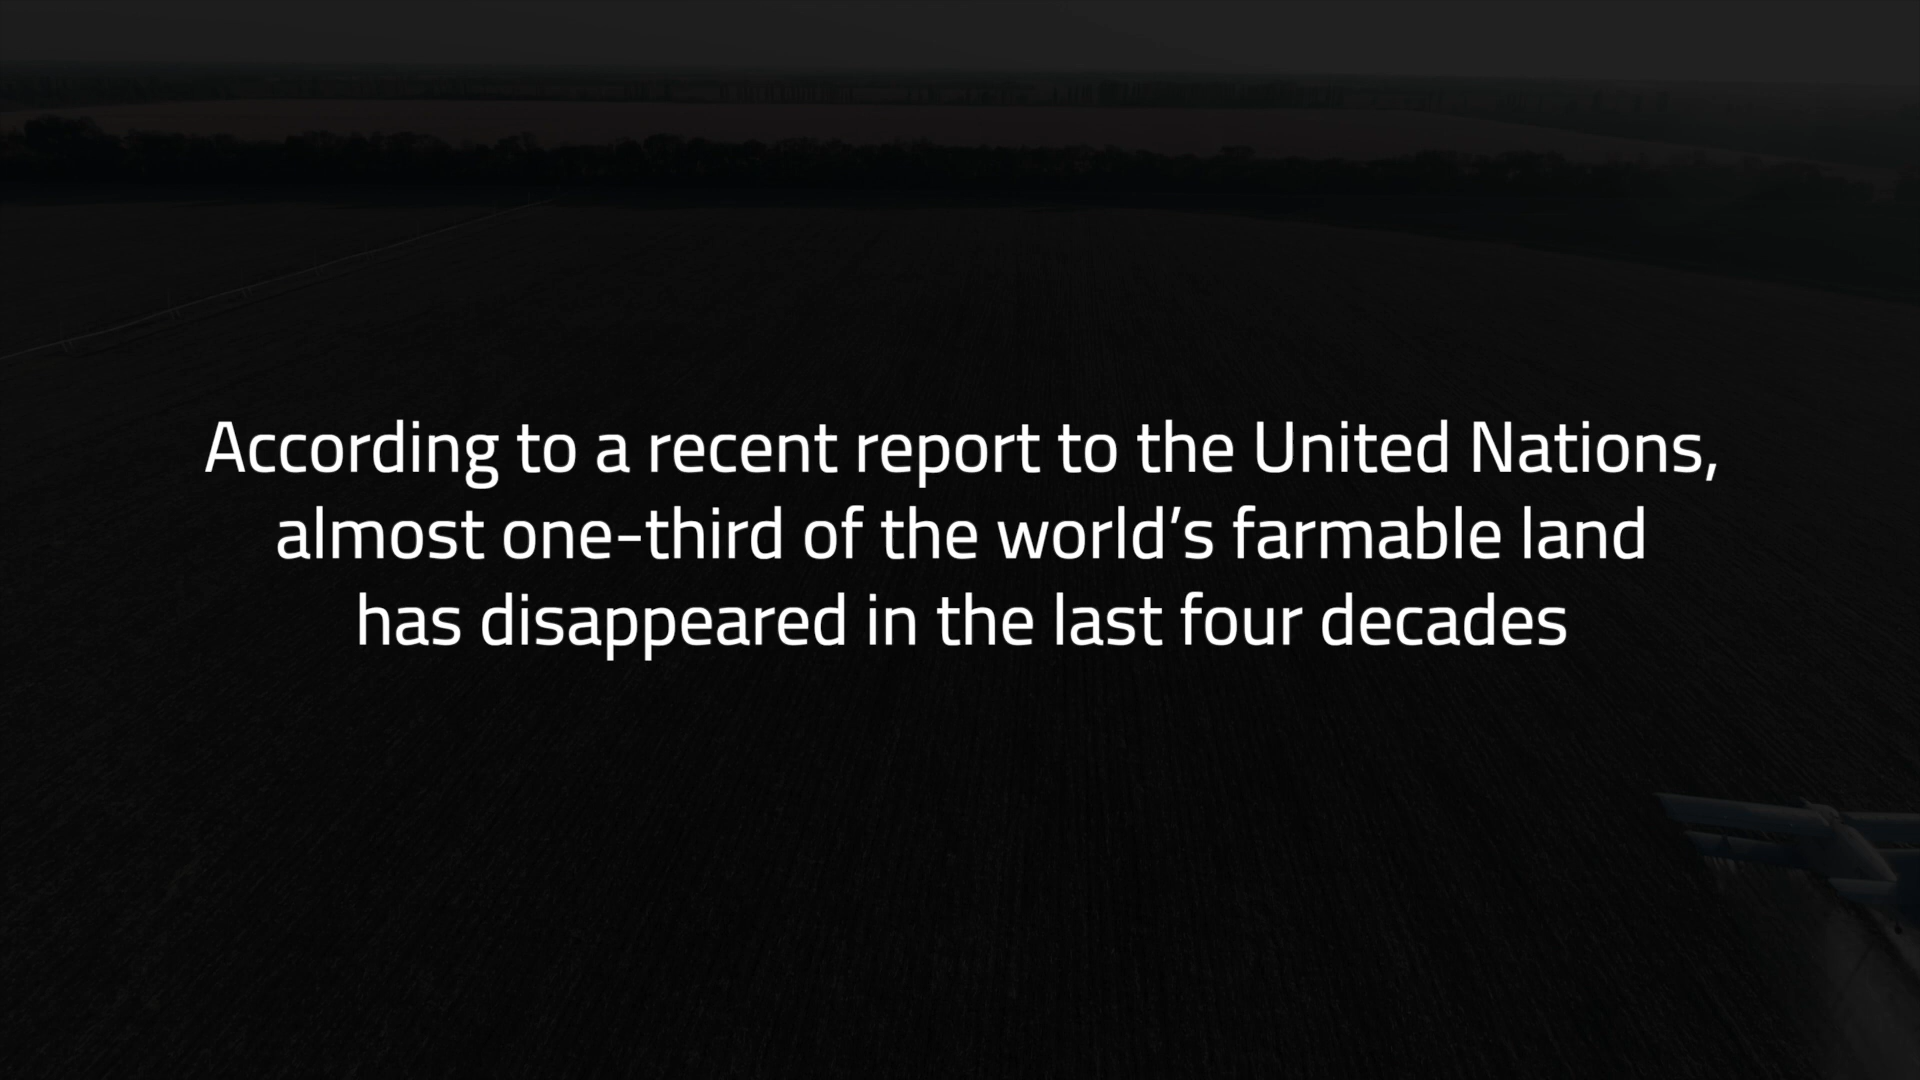 According to a recent report to the United Nations,
almost one-third of the world’s farmable land
has disappeared in the last four decades